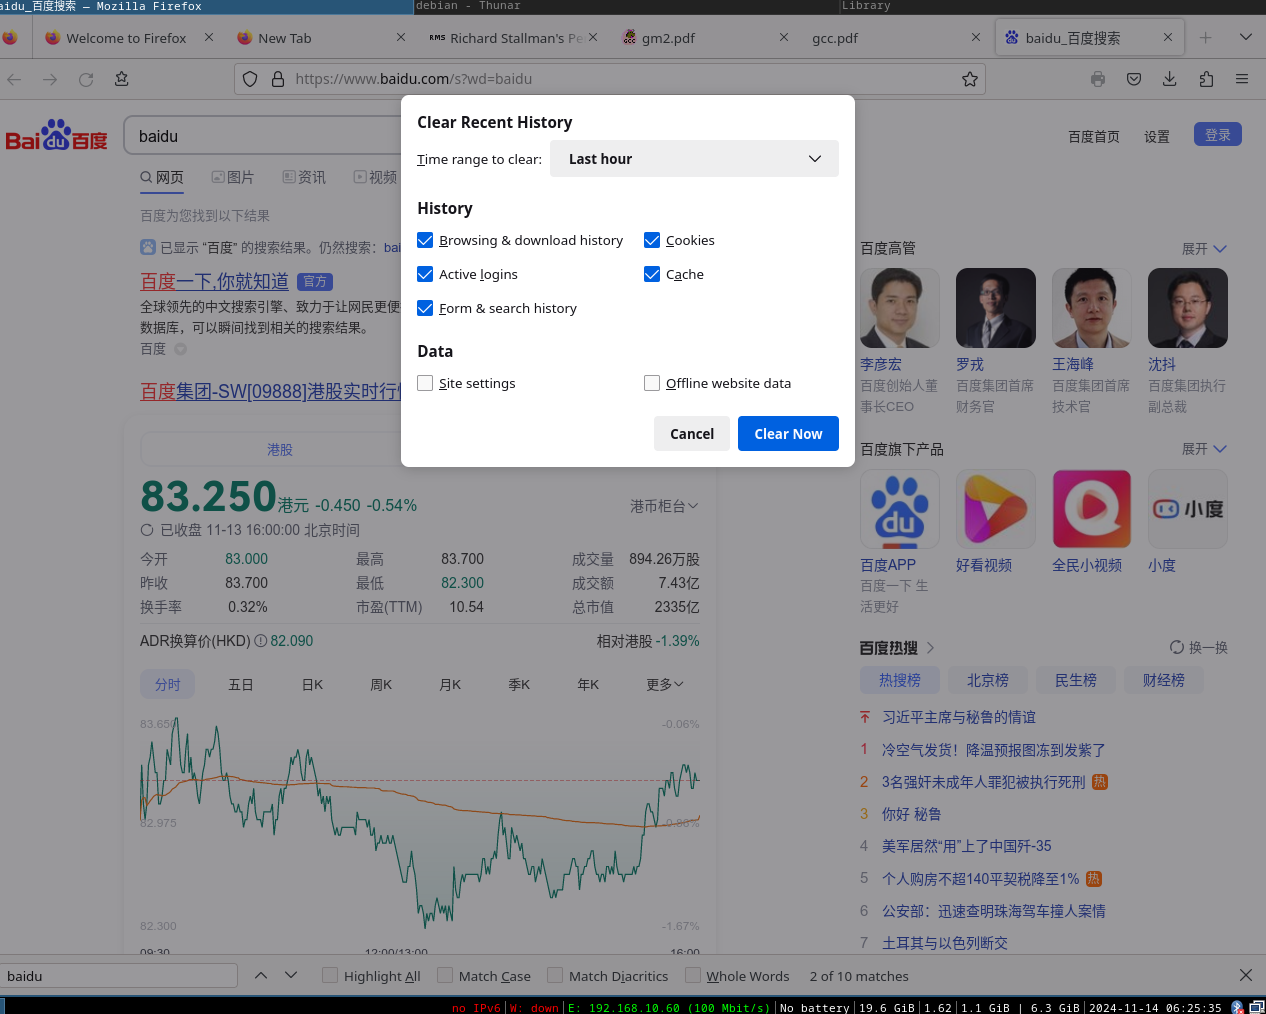 aidu_百度搜索 — Mozilla Firefox
debian - Thunar
Library
Welcome to Firefox
New Tab
RMS Richard Stallman's Pe
gm2.pdf
gcc.pdf
baidu_百度搜索
https://www.baidu.com/s?wd=baidu
Bai du 百度
baidu
百度首页 设置 登录
Clear Recent History
Time range to clear: Last hour
History
Browsing & download history
Cookies
Active logins
Cache
Form & search history
Data
Site settings
Offline website data
Cancel
Clear Now
网页 图片 资讯 视频
百度为您找到以下结果
已显示 “百度” 的搜索结果。仍然搜索：bai
百度一下,你就知道 官方
全球领先的中文搜索引擎、致力于让网民更便
数据库，可以瞬间找到相关的搜索结果。
百度
百度集团-SW[09888]港股实时行情
港股
83.250港元 -0.450 -0.54%
港币柜台
已收盘 11-13 16:00:00 北京时间
今开 83.000 最高 83.700 成交量 894.26万股
昨收 83.700 最低 82.300 成交额 7.43亿
换手率 0.32% 市盈(TTM) 10.54 总市值 2335亿
ADR换算价(HKD) 82.090 相对港股 -1.39%
分时 五日 日K 周K 月K 季K 年K 更多
83.650 -0.06%
82.975 -0.86%
82.300 -1.67%
09:30 12:00/13:00 16:00
百度高管 展开
李彦宏 罗戎 王海峰 沈抖
百度创始人董 百度集团首席 百度集团首席 百度集团执行
事长CEO 财务官 技术官 副总裁
百度旗下产品 展开
du
小度
百度APP 好看视频 全民小视频 小度
百度一下 生
活更好
百度热搜 换一换
热搜榜 北京榜 民生榜 财经榜
习近平主席与秘鲁的情谊
1 冷空气发货！降温预报图冻到发紫了
2 3名强奸未成年人罪犯被执行死刑 热
3 你好 秘鲁
4 美军居然“用”上了中国歼-35
5 个人购房不超140平契税降至1% 热
6 公安部：迅速查明珠海驾车撞人案情
7 土耳其与以色列断交
baidu
Highlight All
Match Case
Match Diacritics
Whole Words
2 of 10 matches
no IPv6 | W: down | E: 192.168.10.60 (100 Mbit/s) | No battery | 19.6 GiB | 1.62 | 1.1 GiB | 6.3 GiB | 2024-11-14 06:25:35